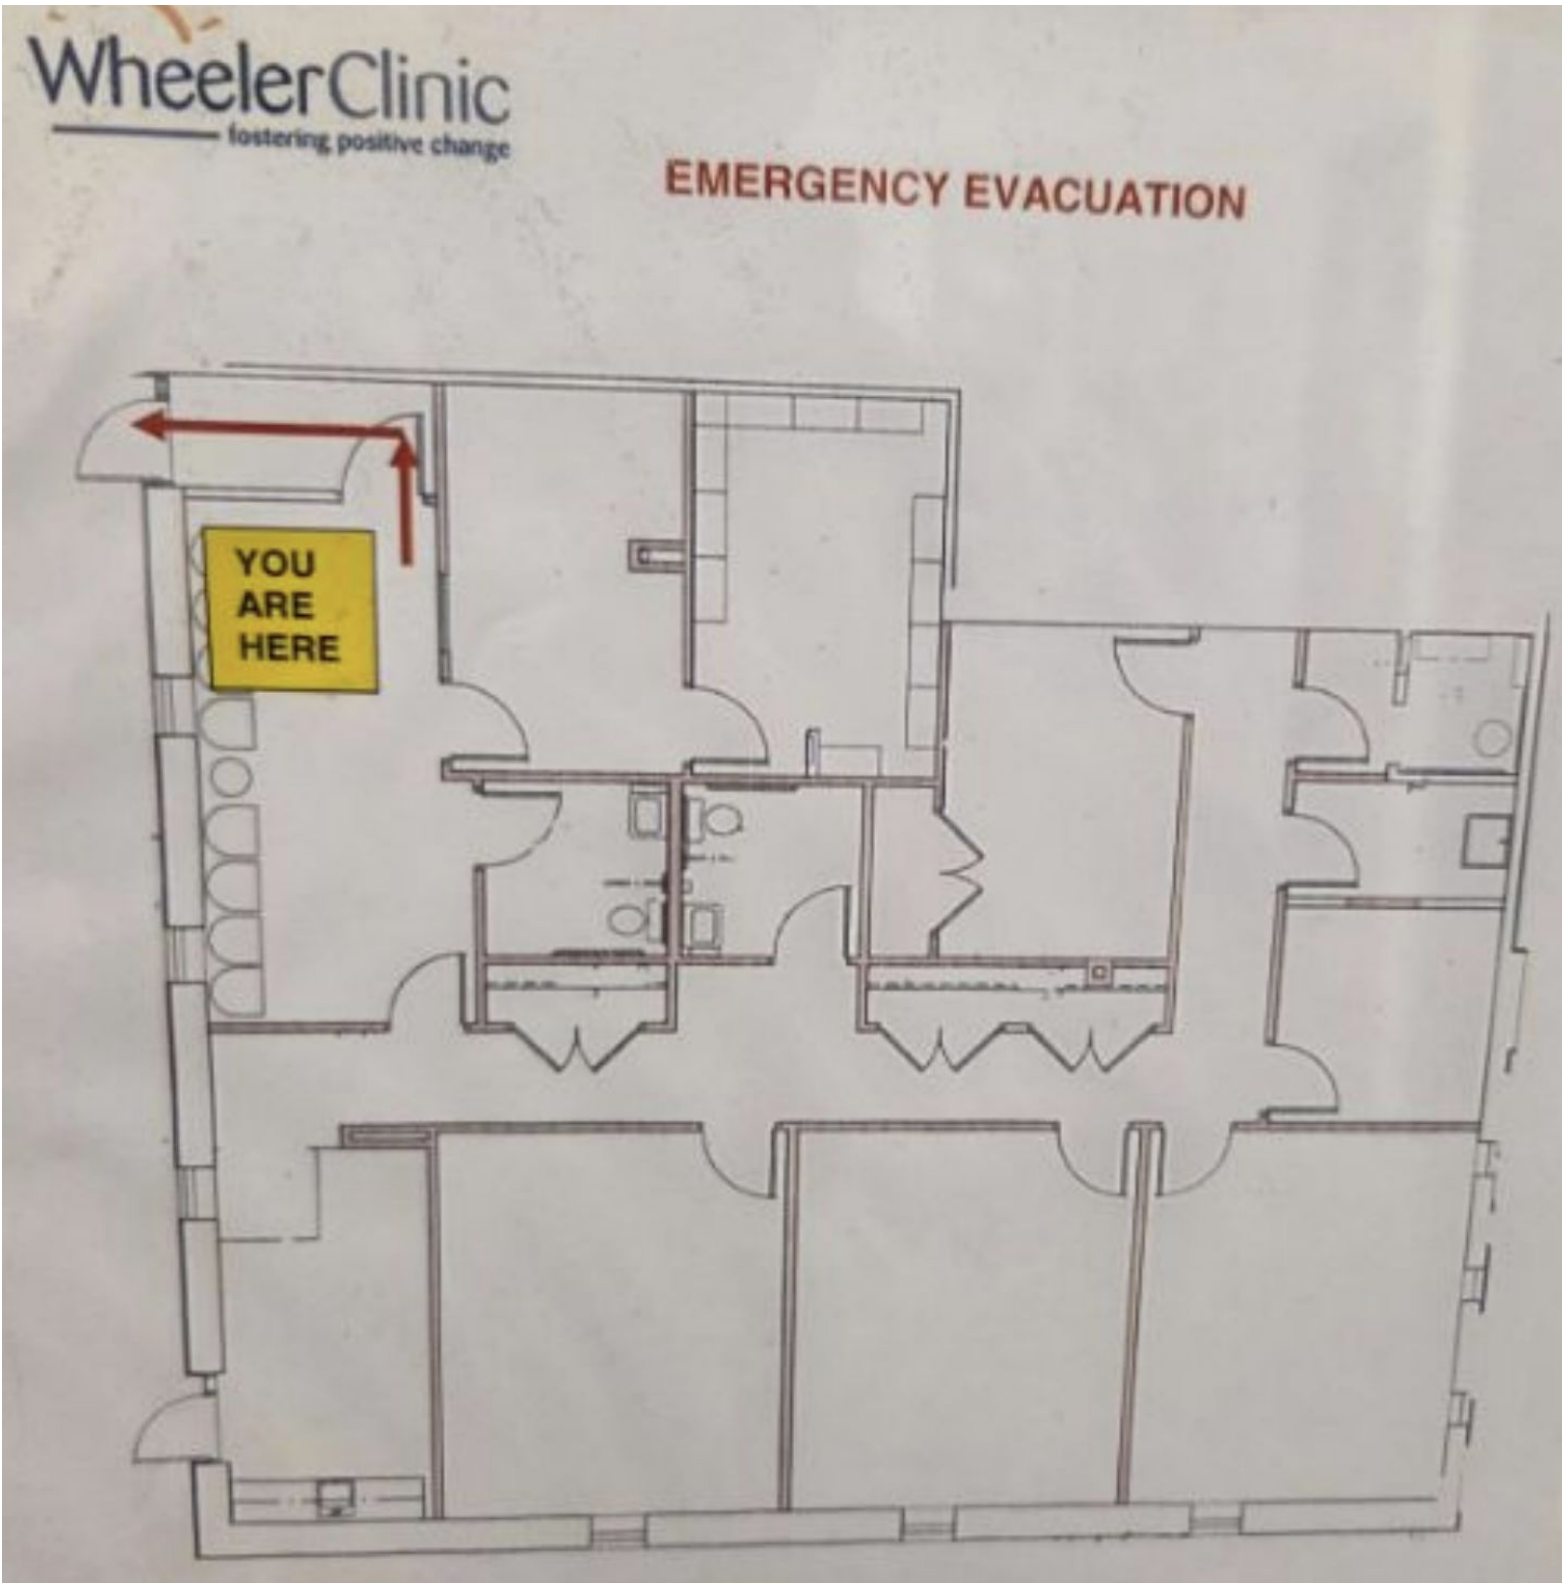 WheelerClinic
fostering positive change
EMERGENCY EVACUATION
YOU
ARE
HERE